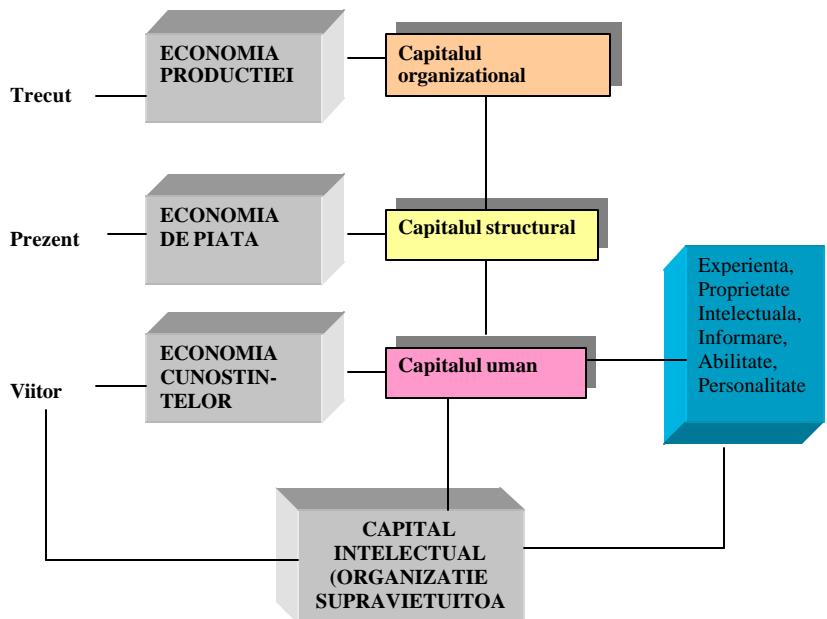 Trecut
ECONOMIA
PRODUCTIEI
Capitalul
organizational
Prezent
ECONOMIA
DE PIATA
Capitalul structural
Viitor
ECONOMIA
CUNOSTIN-
TELOR
Capitalul uman
Experienta,
Proprietate
Intelectuala,
Informare,
Abilitate,
Personalitate
CAPITAL
INTELECTUAL
(ORGANIZATIE
SUPRAVIETUITOA